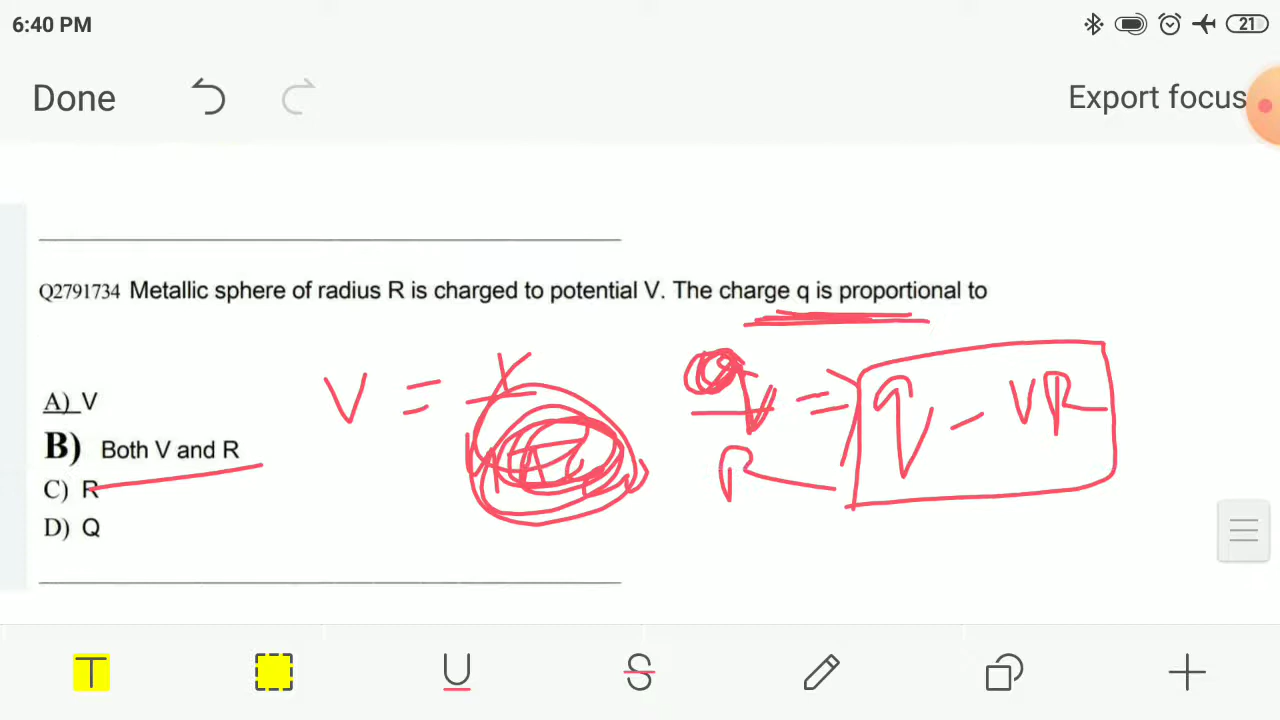 6:40 PM
21
Done
Export focus
Q2791734 Metallic sphere of radius R is charged to potential V. The charge q is proportional to
V = 1
q
R
⇒ q - VR
A) V
B) Both V and R
C) R
D) Q
T
U
S